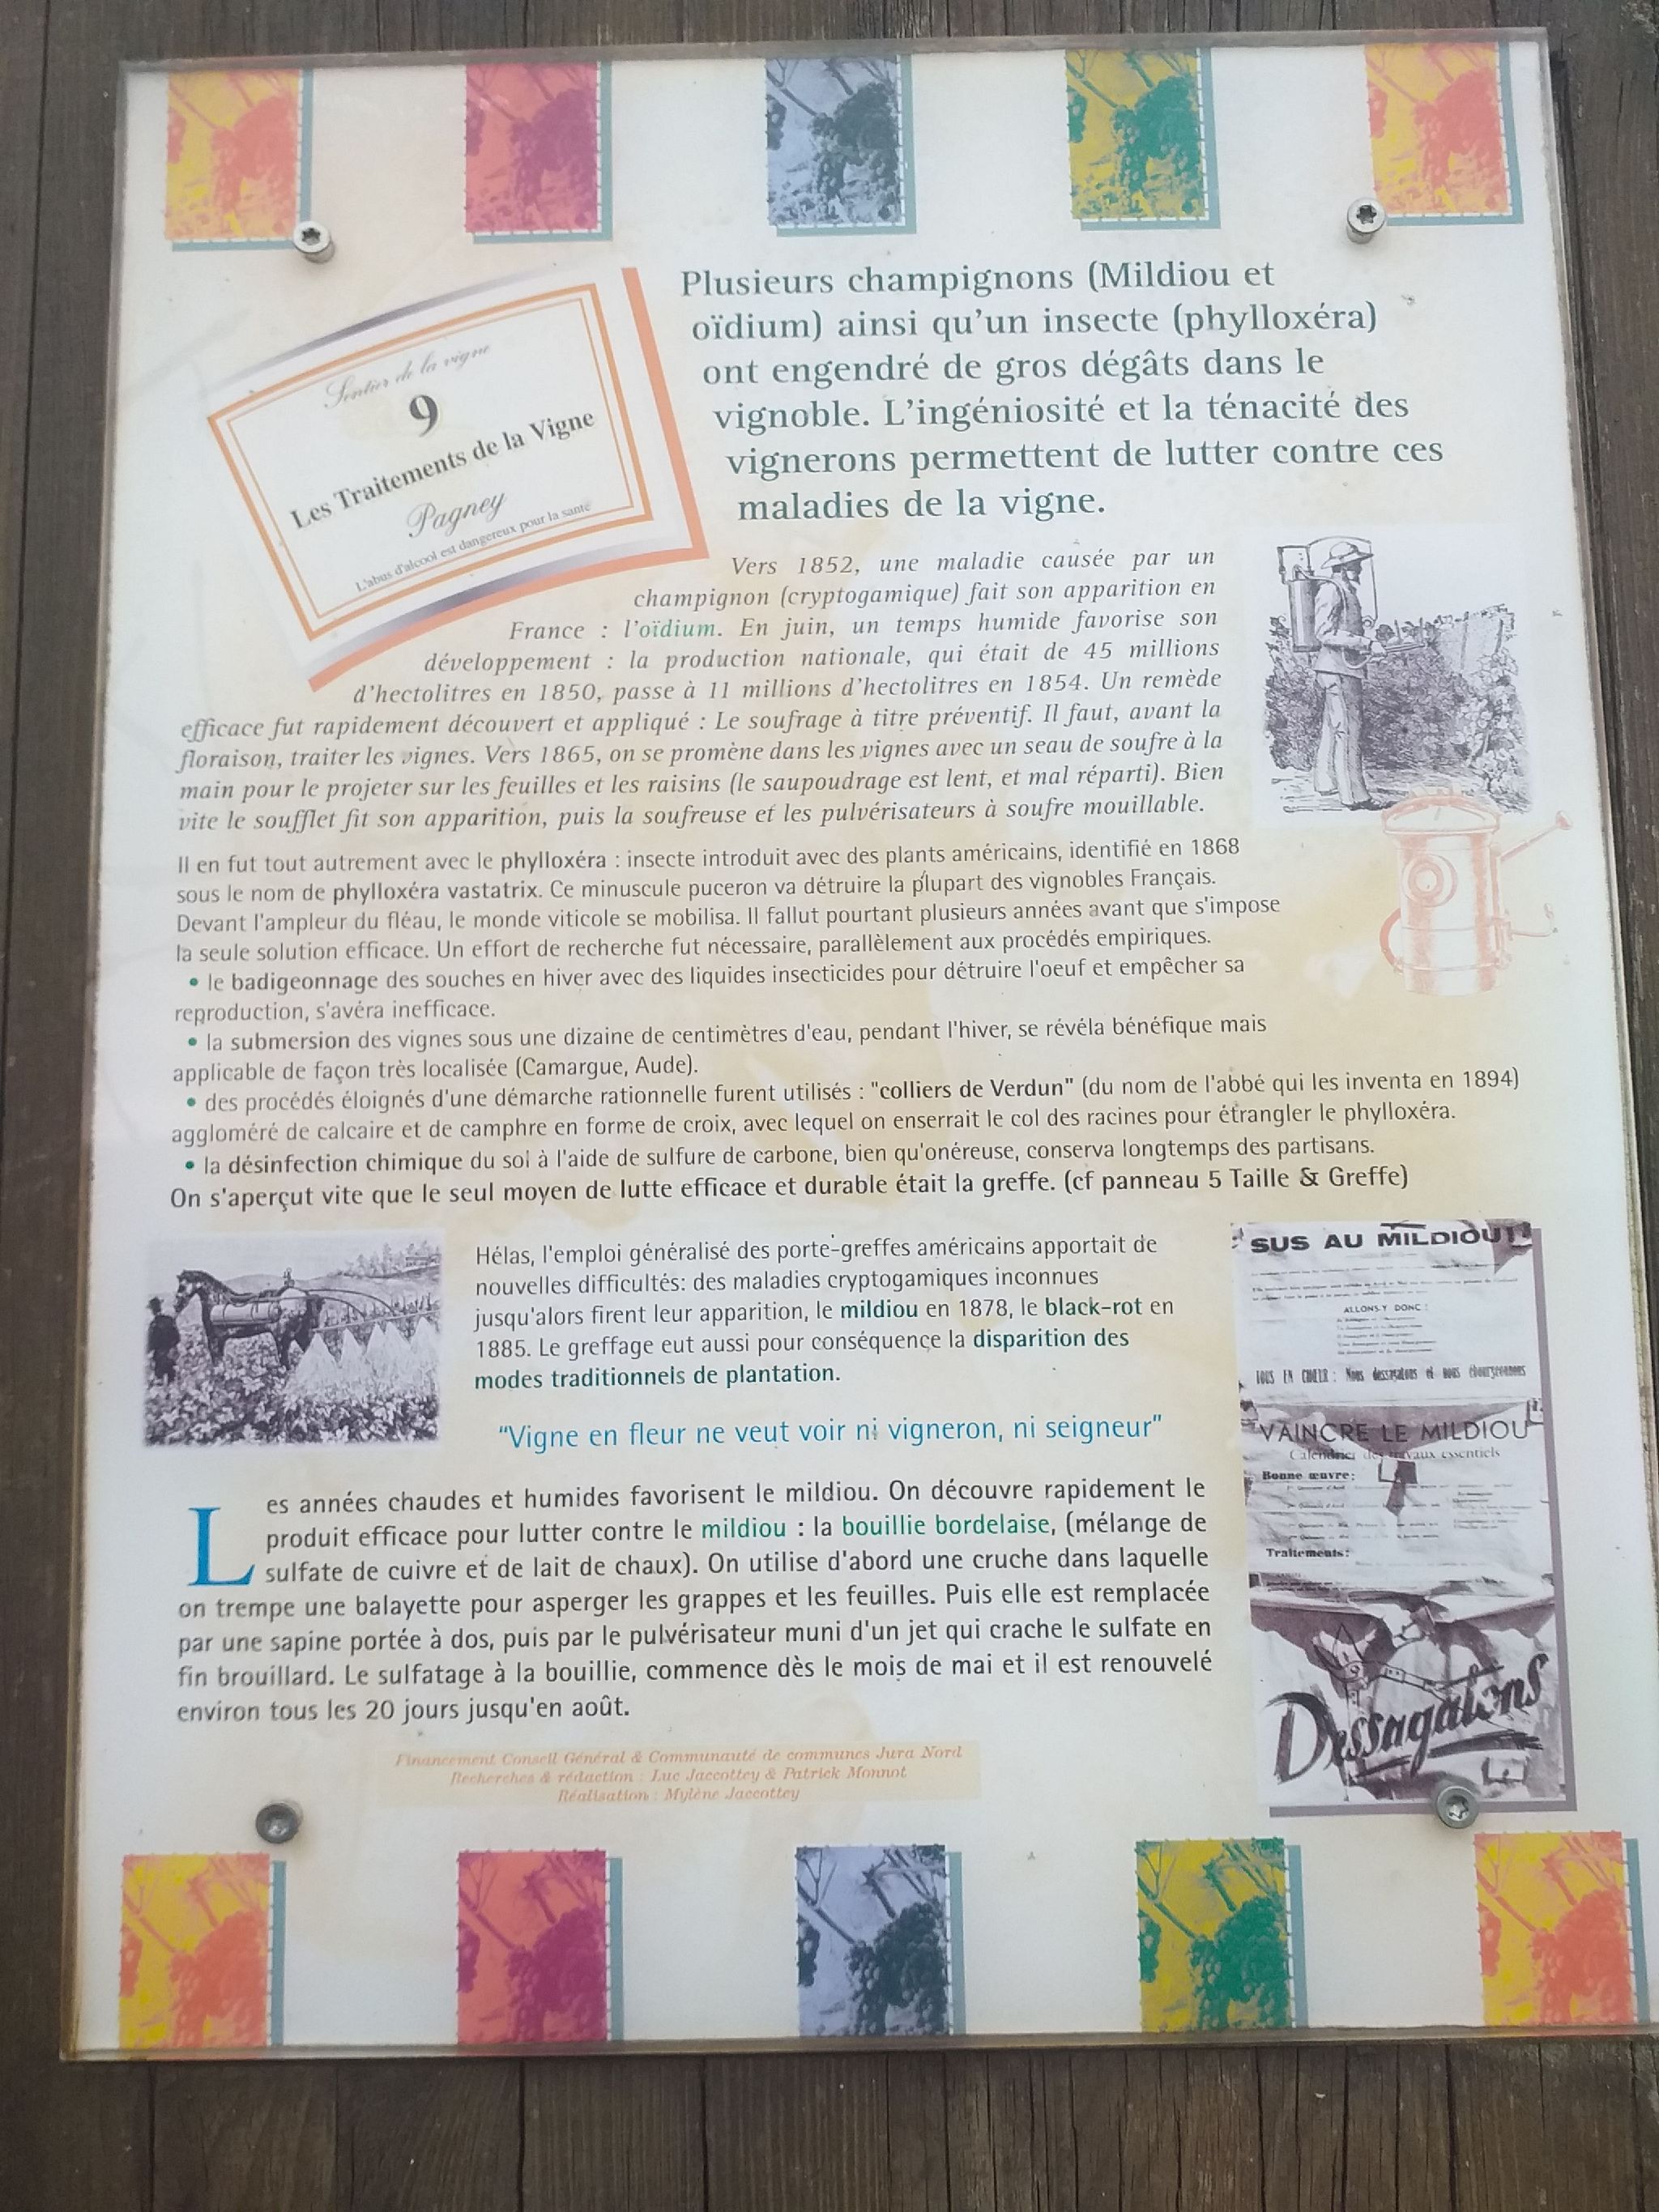 Sentier de la vigne
9
Les Traitements de la Vigne
Pagney
L'abus d'alcool est dangereux pour la santé
Plusieurs champignons (Mildiou et
oïdium) ainsi qu'un insecte (phylloxéra)
ont engendré de gros dégâts dans le
vignoble. L'ingéniosité et la ténacité des
vignerons permettent de lutter contre ces
maladies de la vigne.
Vers 1852, une maladie causée par un
champignon (cryptogamique) fait son apparition en
France : l'oïdium. En juin, un temps humide favorise son
développement : la production nationale, qui était de 45 millions
d'hectolitres en 1850, passe à 11 millions d'hectolitres en 1854. Un remède
efficace fut rapidement découvert et appliqué : Le soufrage à titre préventif. Il faut, avant la
floraison, traiter les vignes. Vers 1865, on se promène dans les vignes avec un seau de soufre à la
main pour le projeter sur les feuilles et les raisins (le saupoudrage est lent, et mal réparti). Bien
vite le soufflet fit son apparition, puis la soufreuse et les pulvérisateurs à soufre mouillable.
Il en fut tout autrement avec le phylloxéra : insecte introduit avec des plants américains, identifié en 1868
sous le nom de phylloxéra vastatrix. Ce minuscule puceron va détruire la plupart des vignobles Français.
Devant l'ampleur du fléau, le monde viticole se mobilisa. Il fallut pourtant plusieurs années avant que s'impose
la seule solution efficace. Un effort de recherche fut nécessaire, parallèlement aux procédés empiriques.
• le badigeonnage des souches en hiver avec des liquides insecticides pour détruire l'oeuf et empêcher sa
reproduction, s'avéra inefficace.
• la submersion des vignes sous une dizaine de centimètres d'eau, pendant l'hiver, se révéla bénéfique mais
applicable de façon très localisée (Camargue, Aude).
• des procédés éloignés d'une démarche rationnelle furent utilisés : "colliers de Verdun" (du nom de l'abbé qui les inventa en 1894)
aggloméré de calcaire et de camphre en forme de croix, avec lequel on enserrait le col des racines pour étrangler le phylloxéra.
• la désinfection chimique du sol à l'aide de sulfure de carbone, bien qu'onéreuse, conserva longtemps des partisans.
On s'aperçut vite que le seul moyen de lutte efficace et durable était la greffe. (cf panneau 5 Taille & Greffe)
Hélas, l'emploi généralisé des porte-greffes américains apportait de
nouvelles difficultés: des maladies cryptogamiques inconnues
jusqu'alors firent leur apparition, le mildiou en 1878, le black-rot en
1885. Le greffage eut aussi pour conséquence la disparition des
modes traditionnels de plantation.
"Vigne en fleur ne veut voir ni vigneron, ni seigneur"
Les années chaudes et humides favorisent le mildiou. On découvre rapidement le
produit efficace pour lutter contre le mildiou : la bouillie bordelaise, (mélange de
sulfate de cuivre et de lait de chaux). On utilise d'abord une cruche dans laquelle
on trempe une balayette pour asperger les grappes et les feuilles. Puis elle est remplacée
par une sapine portée à dos, puis par le pulvérisateur muni d'un jet qui crache le sulfate en
fin brouillard. Le sulfatage à la bouillie, commence dès le mois de mai et il est renouvelé
environ tous les 20 jours jusqu'en août.
SUS AU MILDIOU !
ALLONS-Y DONC !
TOUS EN CHŒUR : Nous dessagatons et nous ébourgeonnons
VAINCRE LE MILDIOU
Calendrier des travaux essentiels
Bonne œuvre:
Traitements:
Dessagatons
Financement Conseil Général & Communauté de communes Jura Nord
Recherches & rédaction : Luc Jaccottey & Patrick Monnot
Réalisation : Mylène Jaccottey